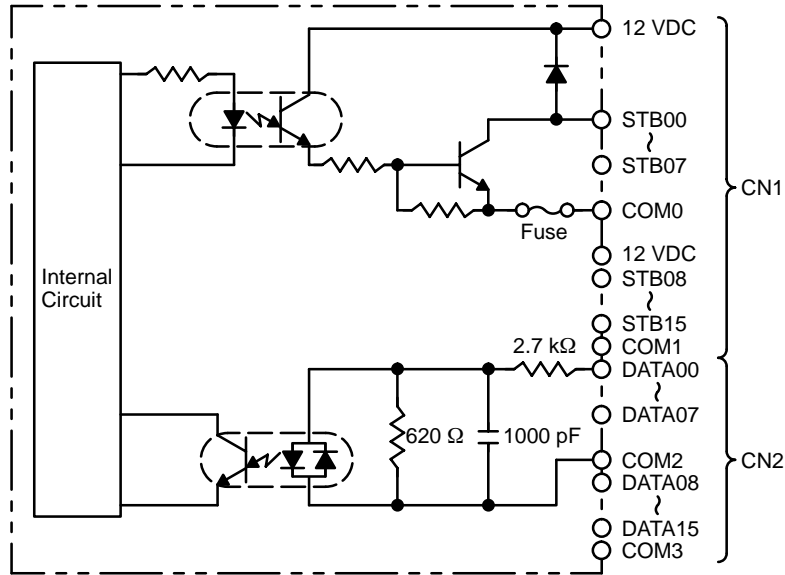 12 VDC
STB00
~
STB07
CN1
COM0
Fuse
12 VDC
STB08
~
Internal
Circuit
STB15
COM1
2.7 kΩ
DATA00
~
DATA07
620 Ω
1000 pF
COM2
CN2
DATA08
~
DATA15
COM3